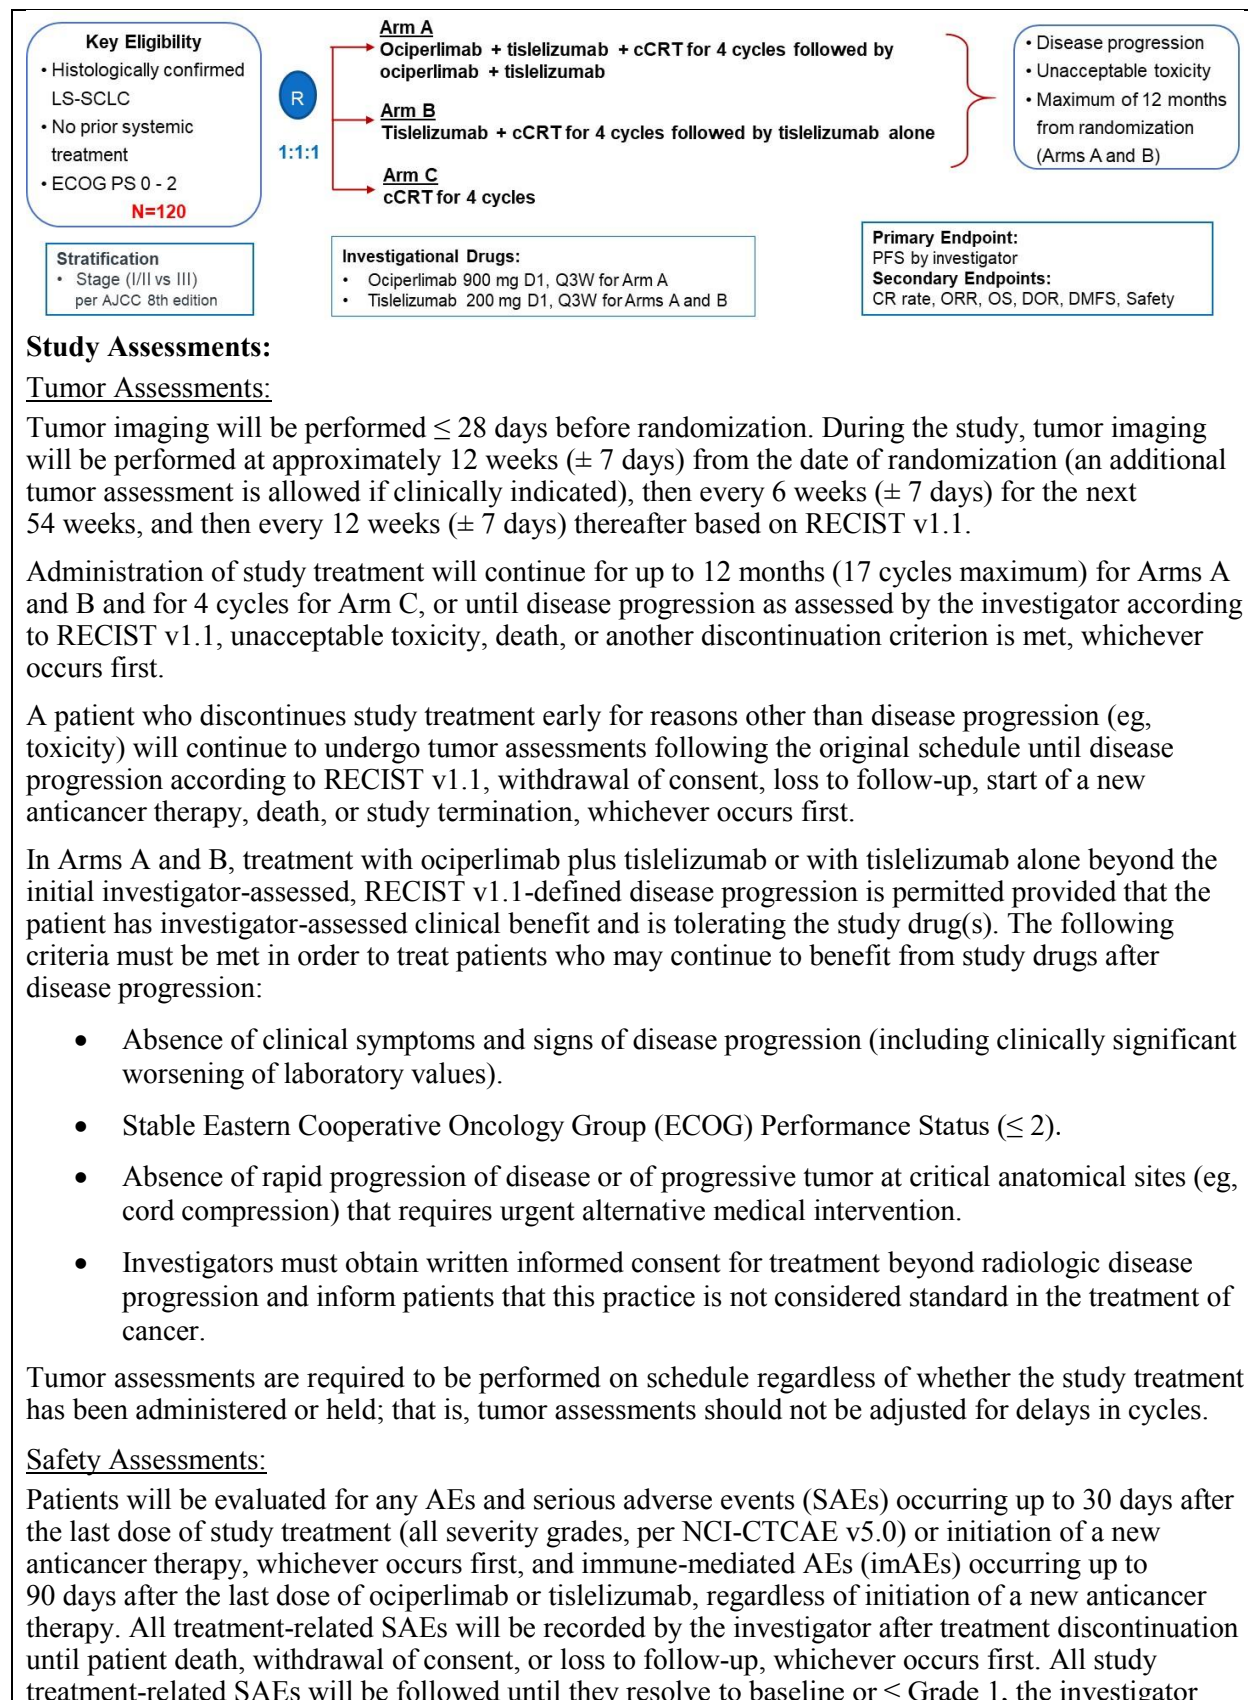 Key Eligibility
• Histologically confirmed
LS-SCLC
• No prior systemic
treatment
• ECOG PS 0 - 2
N=120
R
1:1:1
Arm A
Ociperlimab + tislelizumab + cCRT for 4 cycles followed by
ociperlimab + tislelizumab
Arm B
Tislelizumab + cCRT for 4 cycles followed by tislelizumab alone
Arm C
cCRT for 4 cycles
• Disease progression
• Unacceptable toxicity
• Maximum of 12 months
from randomization
(Arms A and B)
Stratification
• Stage (I/II vs III)
per AJCC 8th edition
Investigational Drugs:
• Ociperlimab 900 mg D1, Q3W for Arm A
• Tislelizumab 200 mg D1, Q3W for Arms A and B
Primary Endpoint:
PFS by investigator
Secondary Endpoints:
CR rate, ORR, OS, DOR, DMFS, Safety
Study Assessments:
Tumor Assessments:
Tumor imaging will be performed ≤ 28 days before randomization. During the study, tumor imaging
will be performed at approximately 12 weeks (± 7 days) from the date of randomization (an additional
tumor assessment is allowed if clinically indicated), then every 6 weeks (± 7 days) for the next
54 weeks, and then every 12 weeks (± 7 days) thereafter based on RECIST v1.1.
Administration of study treatment will continue for up to 12 months (17 cycles maximum) for Arms A
and B and for 4 cycles for Arm C, or until disease progression as assessed by the investigator according
to RECIST v1.1, unacceptable toxicity, death, or another discontinuation criterion is met, whichever
occurs first.
A patient who discontinues study treatment early for reasons other than disease progression (eg,
toxicity) will continue to undergo tumor assessments following the original schedule until disease
progression according to RECIST v1.1, withdrawal of consent, loss to follow-up, start of a new
anticancer therapy, death, or study termination, whichever occurs first.
In Arms A and B, treatment with ociperlimab plus tislelizumab or with tislelizumab alone beyond the
initial investigator-assessed, RECIST v1.1-defined disease progression is permitted provided that the
patient has investigator-assessed clinical benefit and is tolerating the study drug(s). The following
criteria must be met in order to treat patients who may continue to benefit from study drugs after
disease progression:
• Absence of clinical symptoms and signs of disease progression (including clinically significant
worsening of laboratory values).
• Stable Eastern Cooperative Oncology Group (ECOG) Performance Status (≤ 2).
• Absence of rapid progression of disease or of progressive tumor at critical anatomical sites (eg,
cord compression) that requires urgent alternative medical intervention.
• Investigators must obtain written informed consent for treatment beyond radiologic disease
progression and inform patients that this practice is not considered standard in the treatment of
cancer.
Tumor assessments are required to be performed on schedule regardless of whether the study treatment
has been administered or held; that is, tumor assessments should not be adjusted for delays in cycles.
Safety Assessments:
Patients will be evaluated for any AEs and serious adverse events (SAEs) occurring up to 30 days after
the last dose of study treatment (all severity grades, per NCI-CTCAE v5.0) or initiation of a new
anticancer therapy, whichever occurs first, and immune-mediated AEs (imAEs) occurring up to
90 days after the last dose of ociperlimab or tislelizumab, regardless of initiation of a new anticancer
therapy. All treatment-related SAEs will be recorded by the investigator after treatment discontinuation
until patient death, withdrawal of consent, or loss to follow-up, whichever occurs first. All study
treatment-related SAEs will be followed until they resolve to baseline or ≤ Grade 1, the investigator